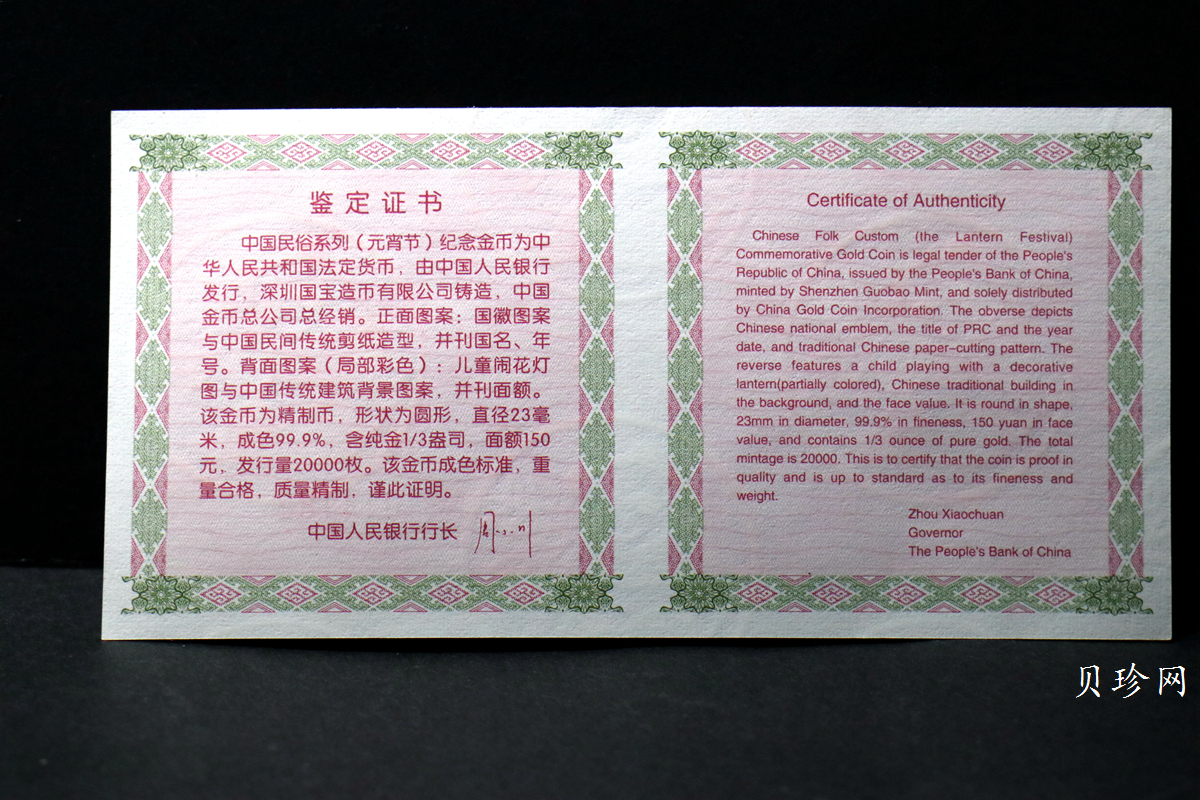 鉴定证书
中国民俗系列（元宵节）纪念金币为中
华人民共和国法定货币，由中国人民银行
发行，深圳国宝造币有限公司铸造，中国
金币总公司总经销。正面图案：国徽图案
与中国民间传统剪纸造型，并刊国名、年
号。背面图案（局部彩色）：儿童闹花灯
图与中国传统建筑背景图案，并刊面额。
该金币为精制币，形状为圆形，直径23毫
米，成色99.9%，含纯金1/3盎司，面额150
元，发行量20000枚。该金币成色标准，重
量合格，质量精制，谨此证明。
中国人民银行行长 周小川
Certificate of Authenticity
Chinese Folk Custom (the Lantern Festival)
Commemorative Gold Coin is legal tender of the People's
Republic of China, issued by the People's Bank of China,
minted by Shenzhen Guobao Mint, and solely distributed
by China Gold Coin Incorporation. The obverse depicts
Chinese national emblem, the title of PRC and the year
date, and traditional Chinese paper-cutting pattern. The
reverse features a child playing with a decorative
lantern(partially colored), Chinese traditional building in
the background, and the face value. It is round in shape,
23mm in diameter, 99.9% in fineness, 150 yuan in face
value, and contains 1/3 ounce of pure gold. The total
mintage is 20000. This is to certify that the coin is proof in
quality and is up to standard as to its fineness and
weight.
Zhou Xiaochuan
Governor
The People's Bank of China
贝珍网